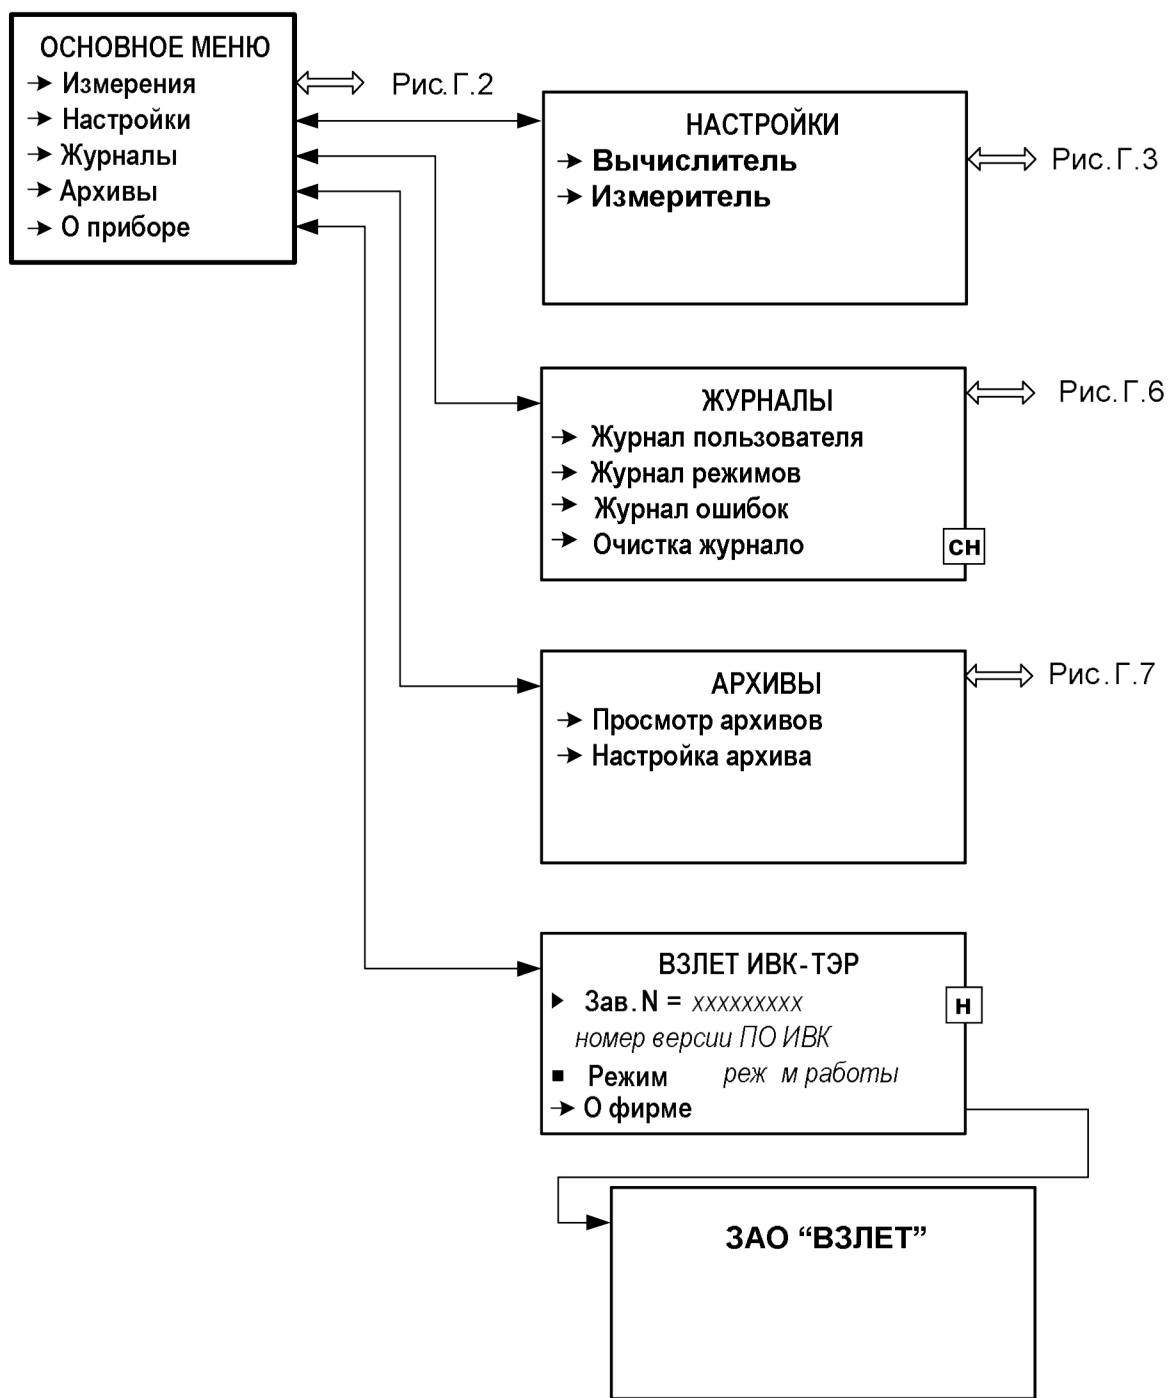 ОСНОВНОЕ МЕНЮ
Измерения
Настройки
Журналы
Архивы
О приборе
Рис.Г.2
НАСТРОЙКИ
Вычислитель
Измеритель
Рис.Г.3
ЖУРНАЛЫ
Журнал пользователя
Журнал режимов
Журнал ошибок
Очистка журнало
СН
Рис.Г.6
АРХИВЫ
Просмотр архивов
Настройка архива
Рис.Г.7
ВЗЛЕТ ИВК-ТЭР
Зав.N = xxxxxxxxx
номер версии ПО ИВК
Режим реж м работы
О фирме
Н
ЗАО “ВЗЛЕТ”